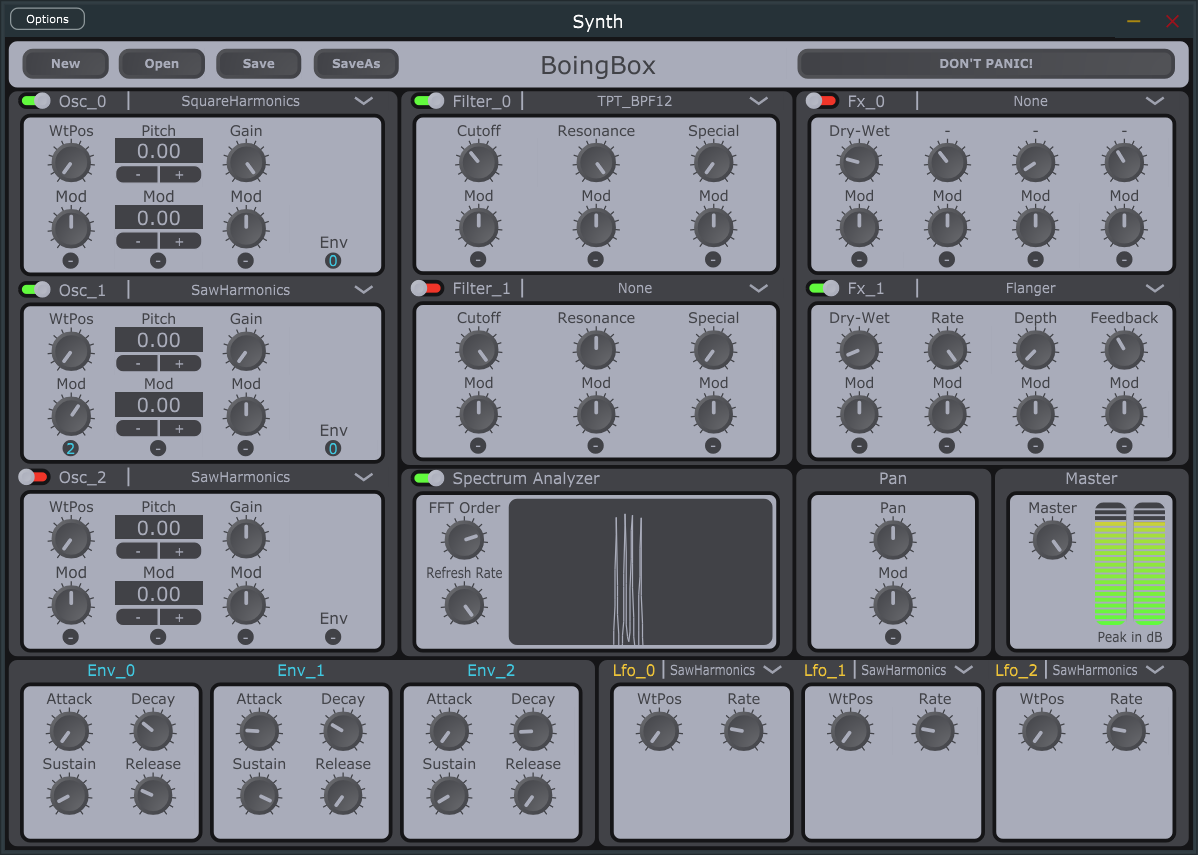 Options
Synth
New Open Save SaveAs BoingBox DON'T PANIC!
Osc_0 SquareHarmonics Filter_0 TPT_BPF12 Fx_0 None
WtPos Pitch Gain Cutoff Resonance Special Dry-Wet - - -
0.00
- +
Mod Mod Mod Mod Mod Mod Mod Mod Mod Mod
0.00
- + Env
- - - 0 - - - - - - -
Osc_1 SawHarmonics Filter_1 None Fx_1 Flanger
WtPos Pitch Gain Cutoff Resonance Special Dry-Wet Rate Depth Feedback
0.00
- +
Mod Mod Mod Mod Mod Mod Mod Mod Mod Mod
0.00
- + Env
2 - - 0 - - - - - - -
Osc_2 SawHarmonics Spectrum Analyzer Pan Master
WtPos Pitch Gain FFT Order Pan Master
0.00
- +
Mod Mod Mod Refresh Rate Mod
0.00
- + Env
- - - - - Peak in dB
Env_0 Env_1 Env_2 Lfo_0 SawHarmonics Lfo_1 SawHarmonics Lfo_2 SawHarmonics
Attack Decay Attack Decay Attack Decay WtPos Rate WtPos Rate WtPos Rate
Sustain Release Sustain Release Sustain Release